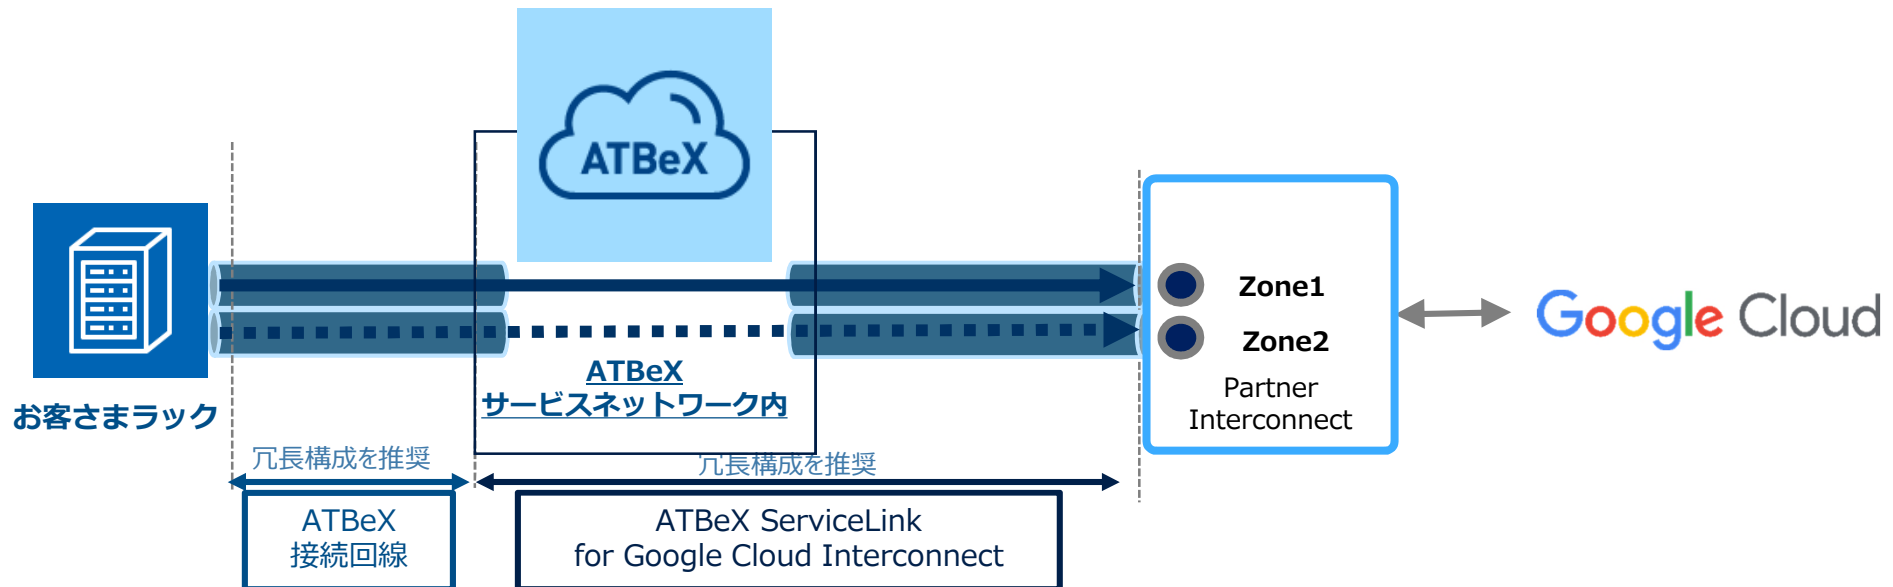 ATBeX
Zone1
Zone2
Google Cloud
ATBeX
サービスネットワーク内
Partner
Interconnect
お客さまラック
冗長構成を推奨
冗長構成を推奨
ATBeX
接続回線
ATBeX ServiceLink
for Google Cloud Interconnect